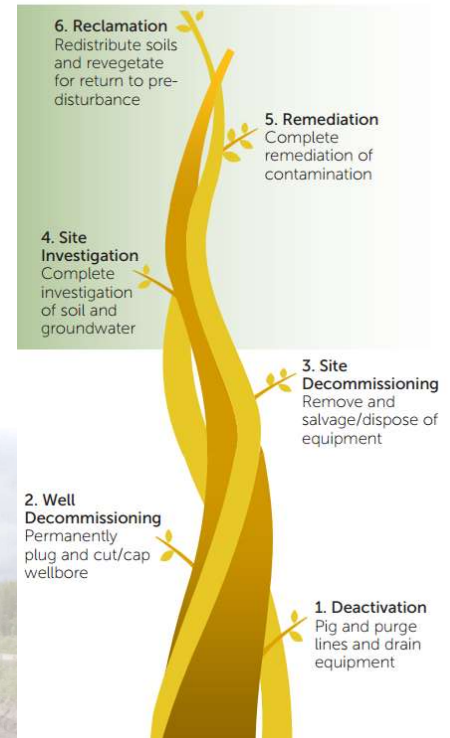 6. Reclamation
Redistribute soils
and revegetate
for return to pre-
disturbance
5. Remediation
Complete
remediation of
contamination
4. Site
Investigation
Complete
investigation
of soil and
groundwater
3. Site
Decommissioning
Remove and
salvage/dispose of
equipment
2. Well
Decommissioning
Permanently
plug and cut/cap
wellbore
1. Deactivation
Pig and purge
lines and drain
equipment